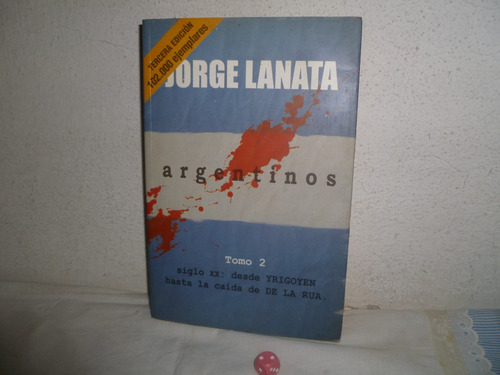 TERCERA EDICIÓN
102.000 ejemplares
JORGE LANATA
argentinos
Tomo 2
siglo XX: desde YRIGOYEN
hasta la caída de DE LA RUA.